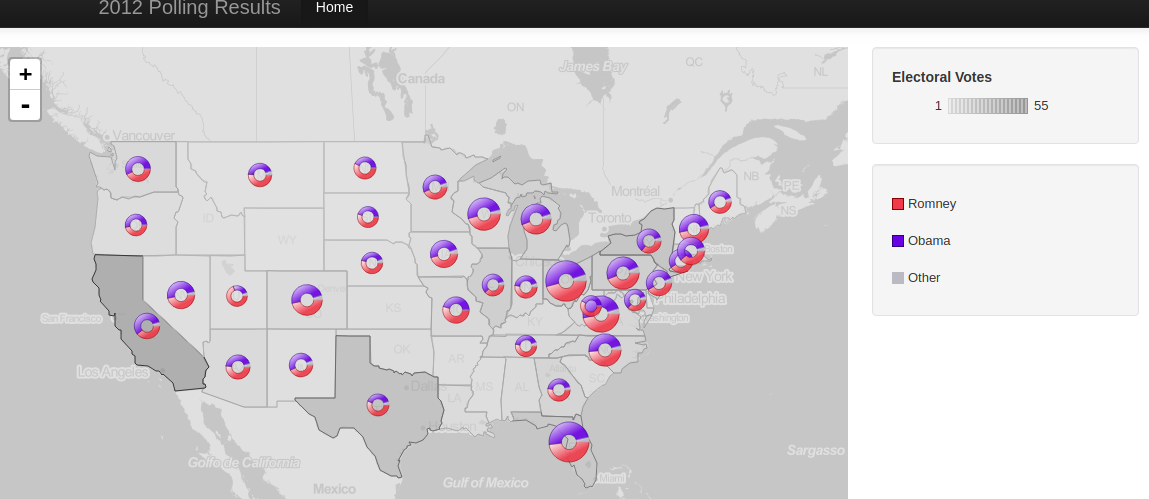 2012 Polling Results
Home
+
-
Canada
James Bay
QC
NL
ON
Vancouver
NB
PE
NS
Montréal
Toronto
ID
WY
New York
Philadelphia
KS
KY
San Francisco
Los Angeles
OK
AR
SC
MS
AL
LA
Dallas
Miami
Golfo de California
Gulf of Mexico
Mexico
Sargasso
Electoral Votes
1
55
Romney
Obama
Other